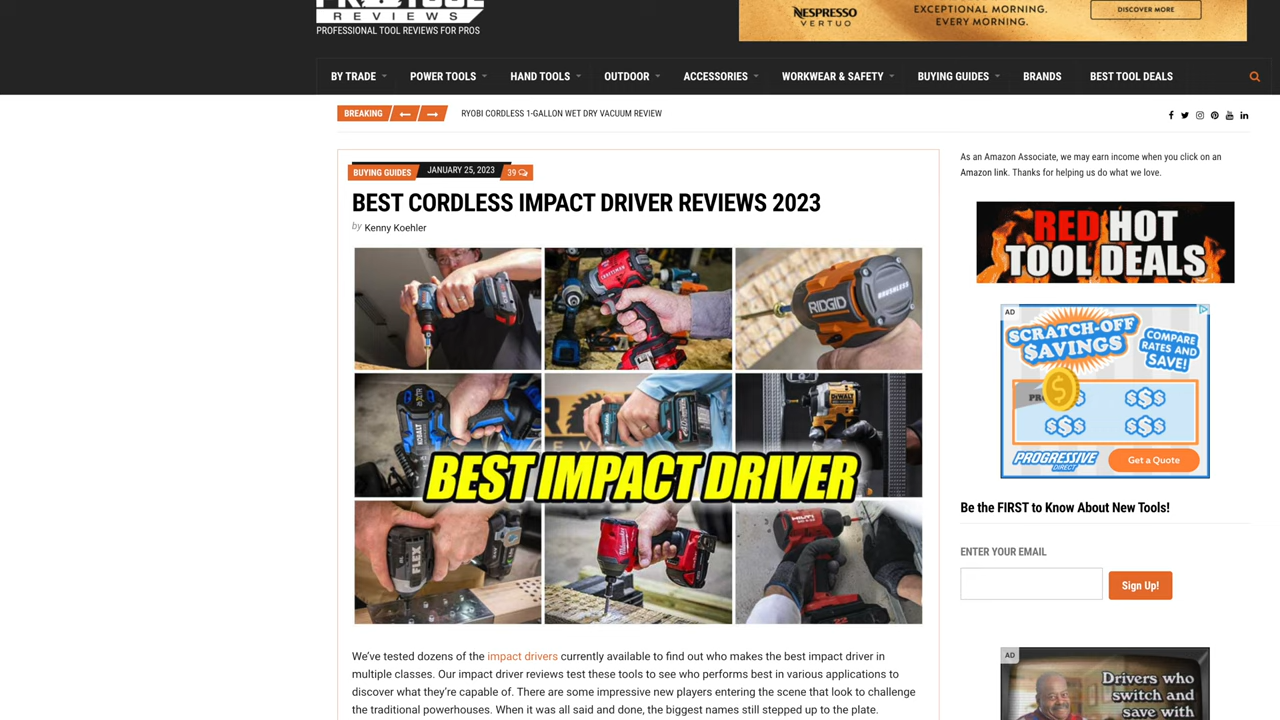 PRO TOOL
REVIEWS
PROFESSIONAL TOOL REVIEWS FOR PROS
NESPRESSO
VERTUO
EXCEPTIONAL MORNING.
EVERY MORNING.
DISCOVER MORE
BY TRADE POWER TOOLS HAND TOOLS OUTDOOR ACCESSORIES WORKWEAR & SAFETY BUYING GUIDES BRANDS BEST TOOL DEALS
BREAKING RYOBI CORDLESS 1-GALLON WET DRY VACUUM REVIEW
BUYING GUIDES JANUARY 25, 2023 39
BEST CORDLESS IMPACT DRIVER REVIEWS 2023
by Kenny Koehler
CRAFTSMAN
RIDGID
BRUSHLESS
KOBALT
DEWALT
BEST IMPACT DRIVER
FLEX
Milwaukee
HILTI
We've tested dozens of the impact drivers currently available to find out who makes the best impact driver in
multiple classes. Our impact driver reviews test these tools to see who performs best in various applications to
discover what they're capable of. There are some impressive new players entering the scene that look to challenge
the traditional powerhouses. When it was all said and done, the biggest names still stepped up to the plate.
As an Amazon Associate, we may earn income when you click on an
Amazon link. Thanks for helping us do what we love.
RED HOT
TOOL DEALS
AD
SCRATCH-OFF
$AVINGS
COMPARE
RATES AND
SAVE!
PR
$
$$$
$$$
$$$
$$$
PROGRESSIVE
DIRECT
Get a Quote
Be the FIRST to Know About New Tools!
ENTER YOUR EMAIL
Sign Up!
AD
Drivers who
switch and
save with